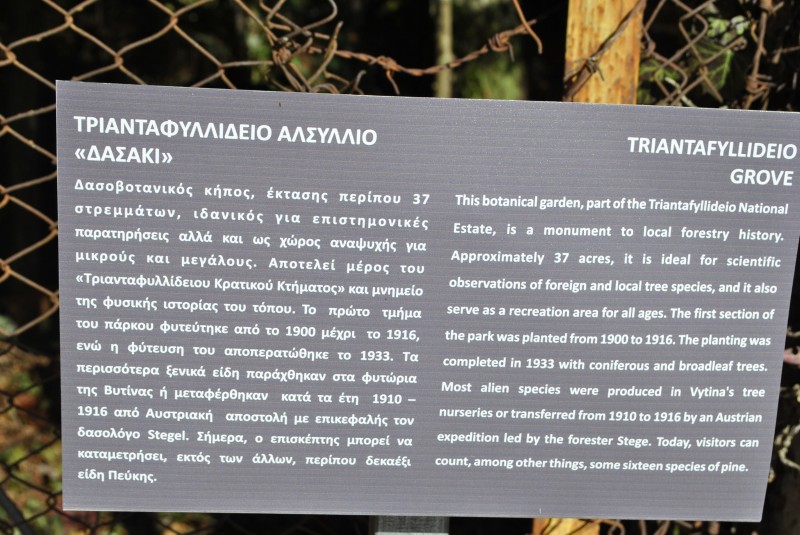 ΤΡΙΑΝΤΑΦΥΛΛΙΔΕΙΟ ΑΛΣΥΛΛΙΟ
«ΔΑΣΑΚΙ»
Δασοβοτανικός κήπος, έκτασης περίπου 37
στρεμμάτων, ιδανικός για επιστημονικές
παρατηρήσεις αλλά και ως χώρος αναψυχής για
μικρούς και μεγάλους. Αποτελεί μέρος του
«Τριανταφυλλίδειου Κρατικού Κτήματος» και μνημείο
της φυσικής ιστορίας του τόπου. Το πρώτο τμήμα
του πάρκου φυτεύτηκε από το 1900 μέχρι το 1916,
ενώ η φύτευση του αποπερατώθηκε το 1933. Τα
περισσότερα ξενικά είδη παράχθηκαν στα φυτώρια
της Βυτίνας ή μεταφέρθηκαν κατά τα έτη 1910 –
1916 από Αυστριακή αποστολή με επικεφαλής τον
δασολόγο Stegel. Σήμερα, ο επισκέπτης μπορεί να
καταμετρήσει, εκτός των άλλων, περίπου δεκαέξι
είδη Πεύκης.
TRIANTAFYLLIDEIO
GROVE
This botanical garden, part of the Triantafyllideio National
Estate, is a monument to local forestry history.
Approximately 37 acres, it is ideal for scientific
observations of foreign and local tree species, and it also
serve as a recreation area for all ages. The first section of
the park was planted from 1900 to 1916. The planting was
completed in 1933 with coniferous and broadleaf trees.
Most alien species were produced in Vytina's tree
nurseries or transferred from 1910 to 1916 by an Austrian
expedition led by the forester Stege. Today, visitors can
count, among other things, some sixteen species of pine.